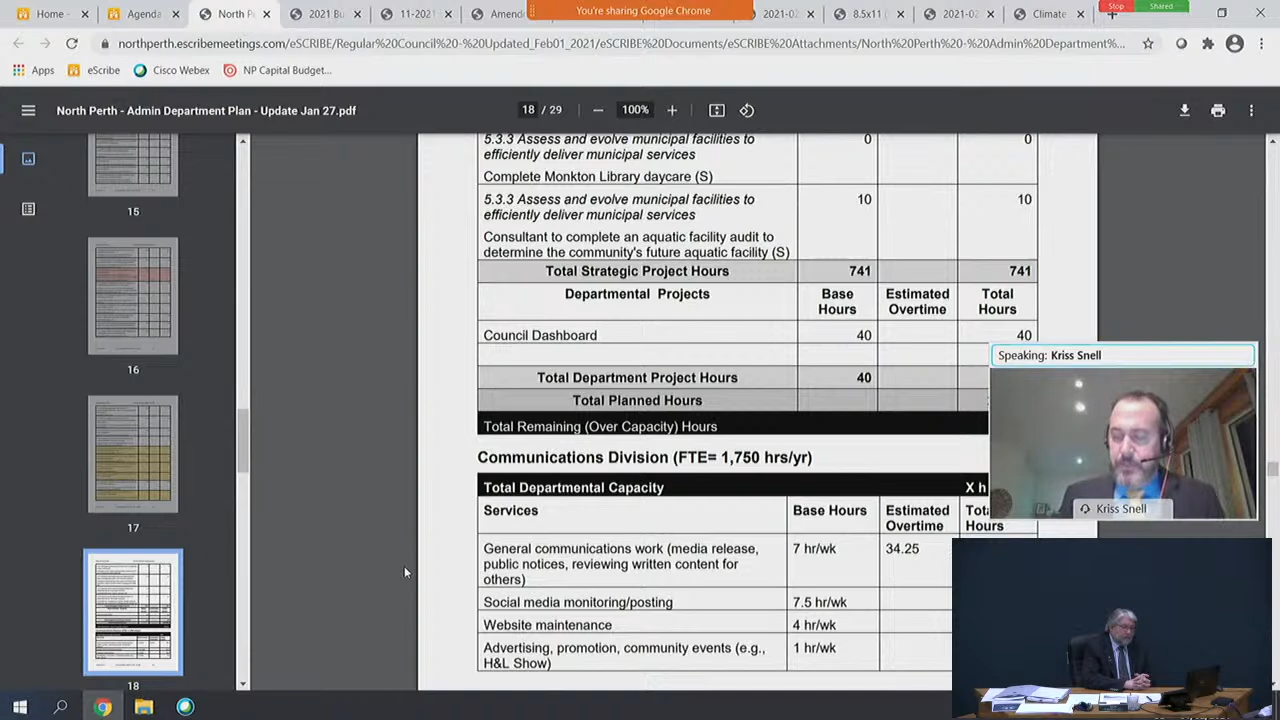 Home
Agenda
North P
2021 Bu
11-2021
Amend
You're sharing Google Chrome
2021-02
8.5x11
2021-02
Climate
Stop
Shared
northperth.escribemeetings.com/eSCRIBE/Regular%20Council%20-%20Updated_Feb01_2021/eSCRIBE%20Documents/eSCRIBE%20Attachments/North%20Perth%20-%20Admin%20Department%...
Apps
eScribe
Cisco Webex
NP Capital Budget...
North Perth - Admin Department Plan - Update Jan 27.pdf
18 / 29
100%
15
16
17
18
5.3.3 Assess and evolve municipal facilities to 0 0
efficiently deliver municipal services
Complete Monkton Library daycare (S)
5.3.3 Assess and evolve municipal facilities to 10 10
efficiently deliver municipal services
Consultant to complete an aquatic facility audit to
determine the community's future aquatic facility (S)
Total Strategic Project Hours 741 741
Departmental Projects Base Estimated Total
Hours Overtime Hours
Council Dashboard 40 40
Total Department Project Hours 40
Total Planned Hours
Total Remaining (Over Capacity) Hours
Communications Division (FTE= 1,750 hrs/yr)
Total Departmental Capacity X h
Services Base Hours Estimated Tot
Overtime Hours
General communications work (media release, 7 hr/wk 34.25
public notices, reviewing written content for
others)
Social media monitoring/posting 7.5 hr/wk
Website maintenance 4 hr/wk
Advertising, promotion, community events (e.g., 1 hr/wk
H&L Show)
Speaking: Kriss Snell
Kriss Snell